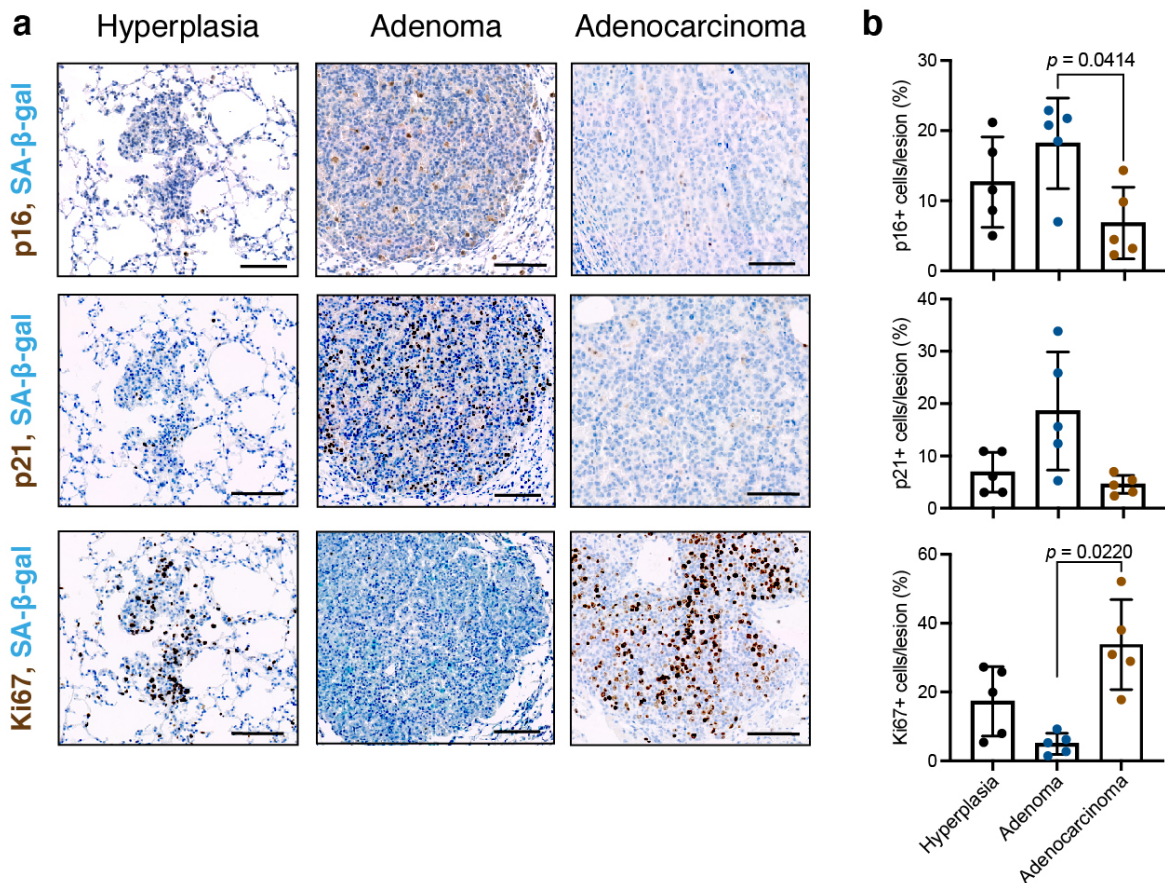 a
Hyperplasia
Adenoma
Adenocarcinoma
p16, SA-β-gal
p21, SA-β-gal
Ki67, SA-β-gal
b
p = 0.0414
p16+ cells/lesion (%)
30
20
10
0
p21+ cells/lesion (%)
40
30
20
10
0
p = 0.0220
Ki67+ cells/lesion (%)
60
40
20
0
Hyperplasia
Adenoma
Adenocarcinoma